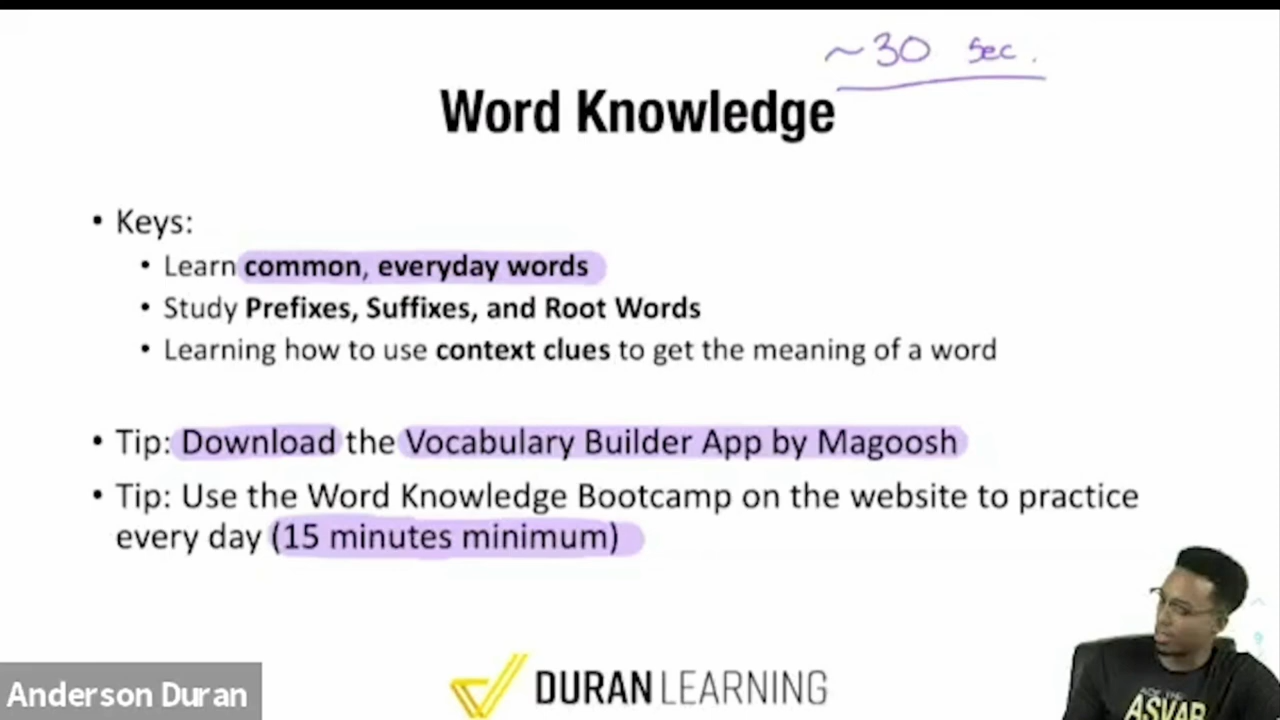 ~30 sec.
Word Knowledge
• Keys:
• Learn common, everyday words
• Study Prefixes, Suffixes, and Root Words
• Learning how to use context clues to get the meaning of a word
• Tip: Download the Vocabulary Builder App by Magoosh
• Tip: Use the Word Knowledge Bootcamp on the website to practice
every day (15 minutes minimum)
Anderson Duran
DURAN LEARNING
ASVAB